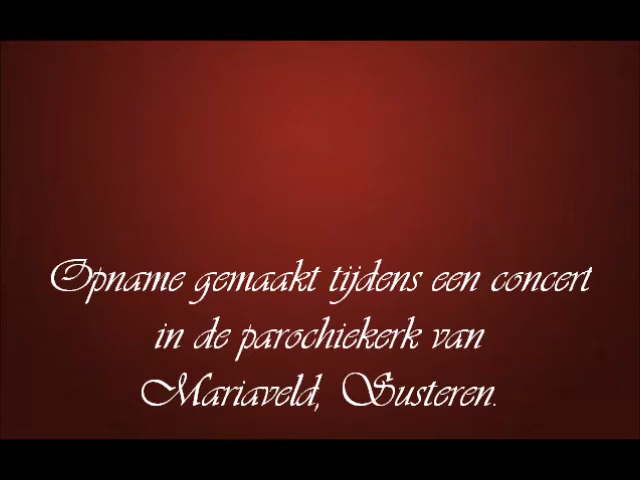 Opname gemaakt tijdens een concert
in de parochiekerk van
Mariaveld, Susteren.